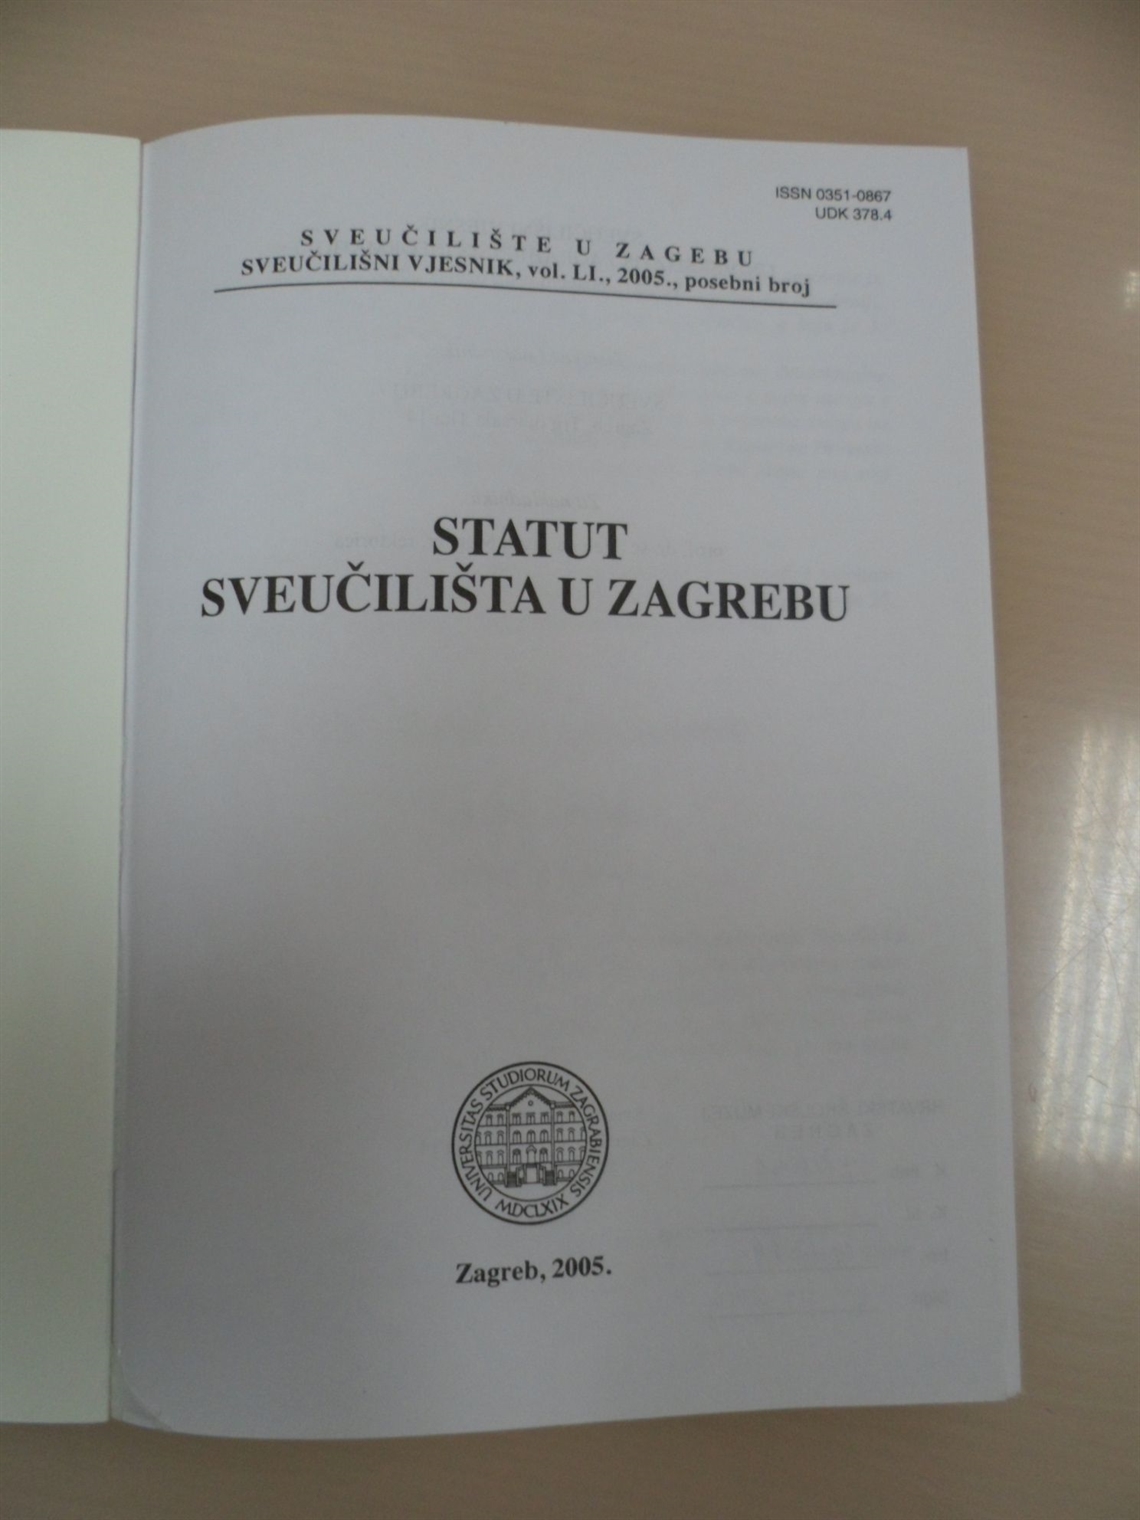 ISSN 0351-0867
UDK 378.4
SVEUČILIŠTE U ZAGEBU
SVEUČILIŠNI VJESNIK, vol. LI., 2005., posebni broj
STATUT
SVEUČILIŠTA U ZAGREBU
UNIVERSITAS STUDIORUM ZAGRABIENSIS
MDCLXIX
Zagreb, 2005.